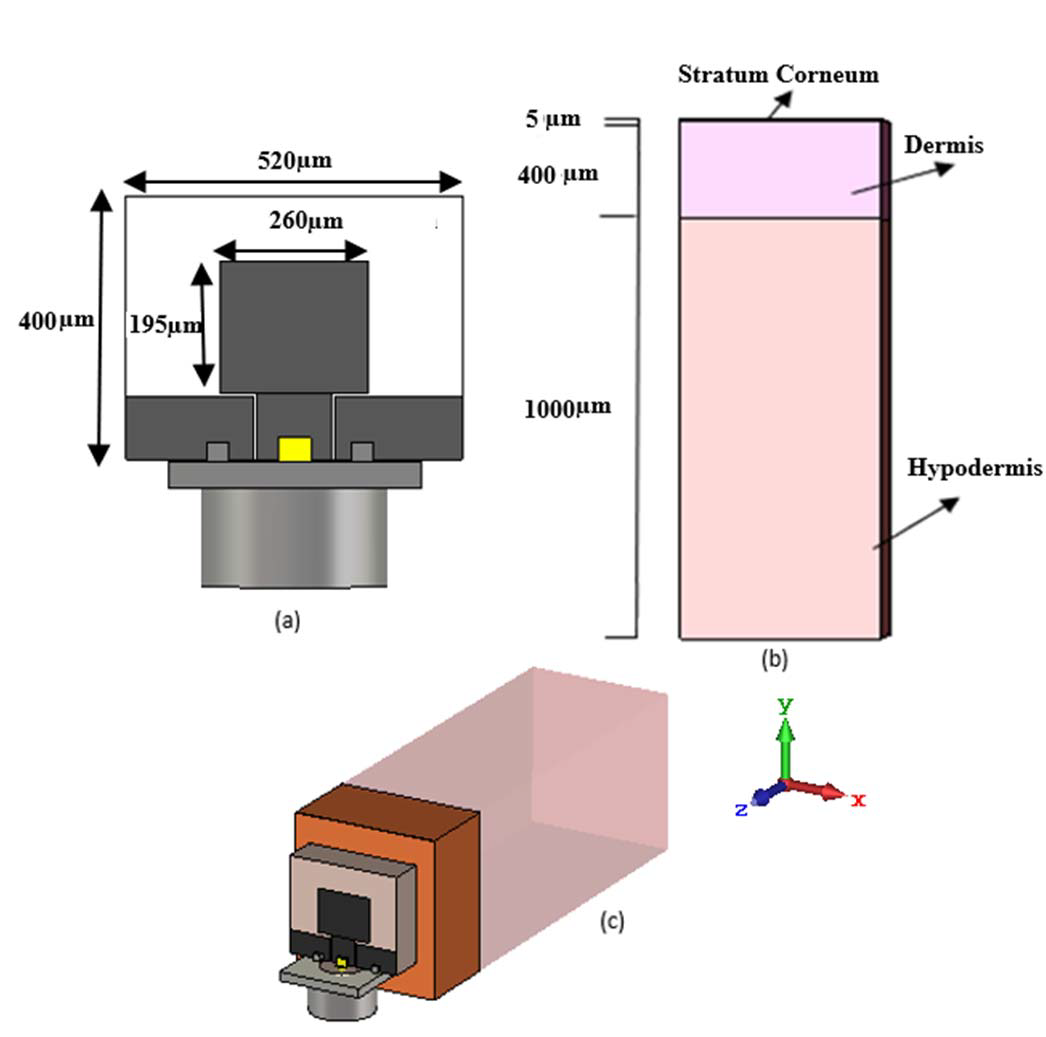 520µm
260µm
400µm
195µm
(a)
Stratum Corneum
5 µm
Dermis
400 µm
1000µm
Hypodermis
(b)
y
z
x
(c)